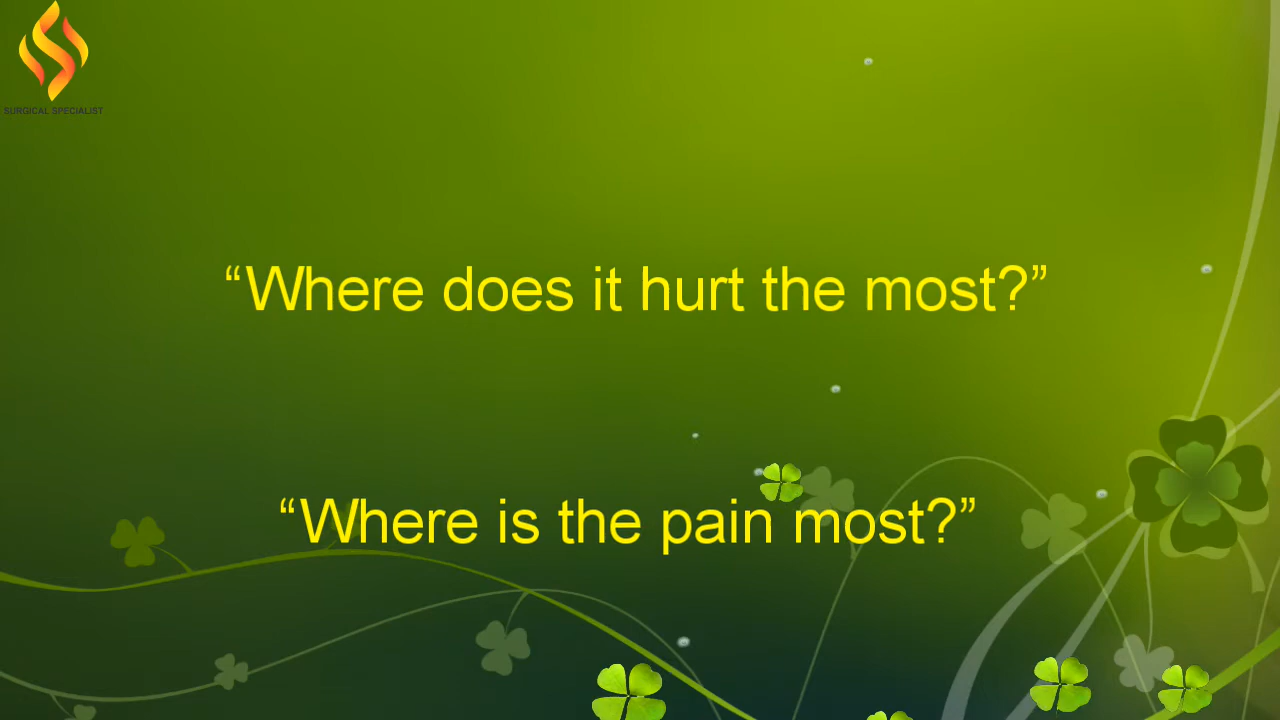 SURGICAL SPECIALIST
“Where does it hurt the most?”
“Where is the pain most?”